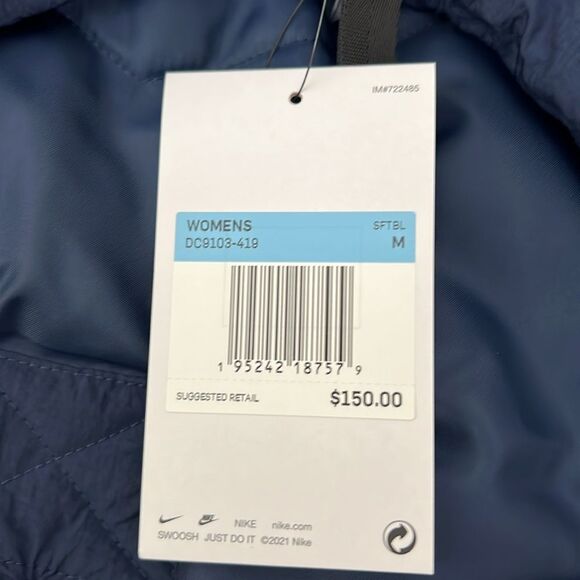 IM#722485
WOMENS SFTBL
DC9103-419 M
1 95242 18757 9
SUGGESTED RETAIL $150.00
NIKE nike.com
SWOOSH JUST DO IT ©2021 Nike